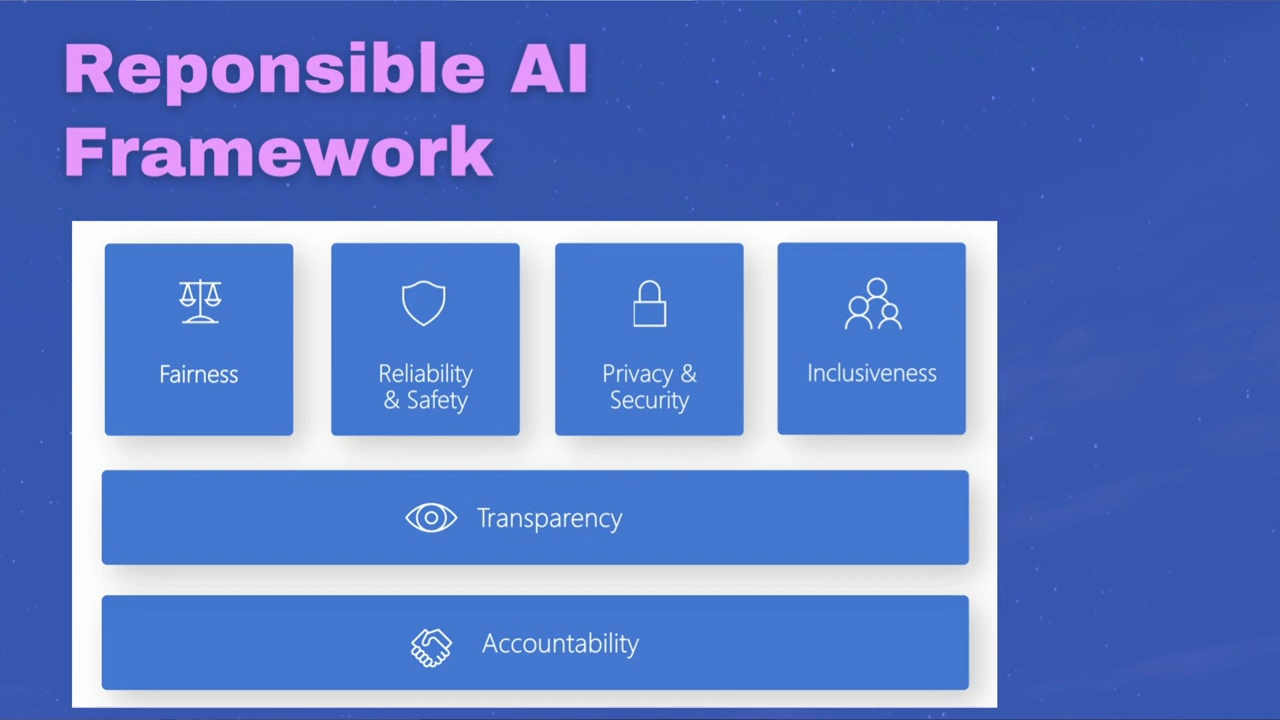 Reponsible AI
Framework
Fairness
Reliability
& Safety
Privacy &
Security
Inclusiveness
Transparency
Accountability